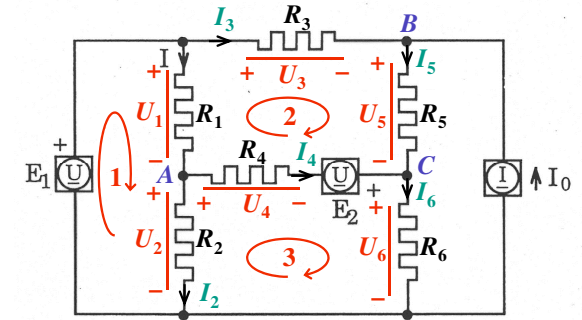 I₃
R₃
B
I
+
U₃
−
+
I₅
+
U₁
R₁
2
U₅
R₅
−
R₄
I₄
−
+
E₁
U
1
A
U
C
I
I₀
+
+
U₄
−
E₂
+
I₆
+
U₂
R₂
3
U₆
R₆
−
I₂
−